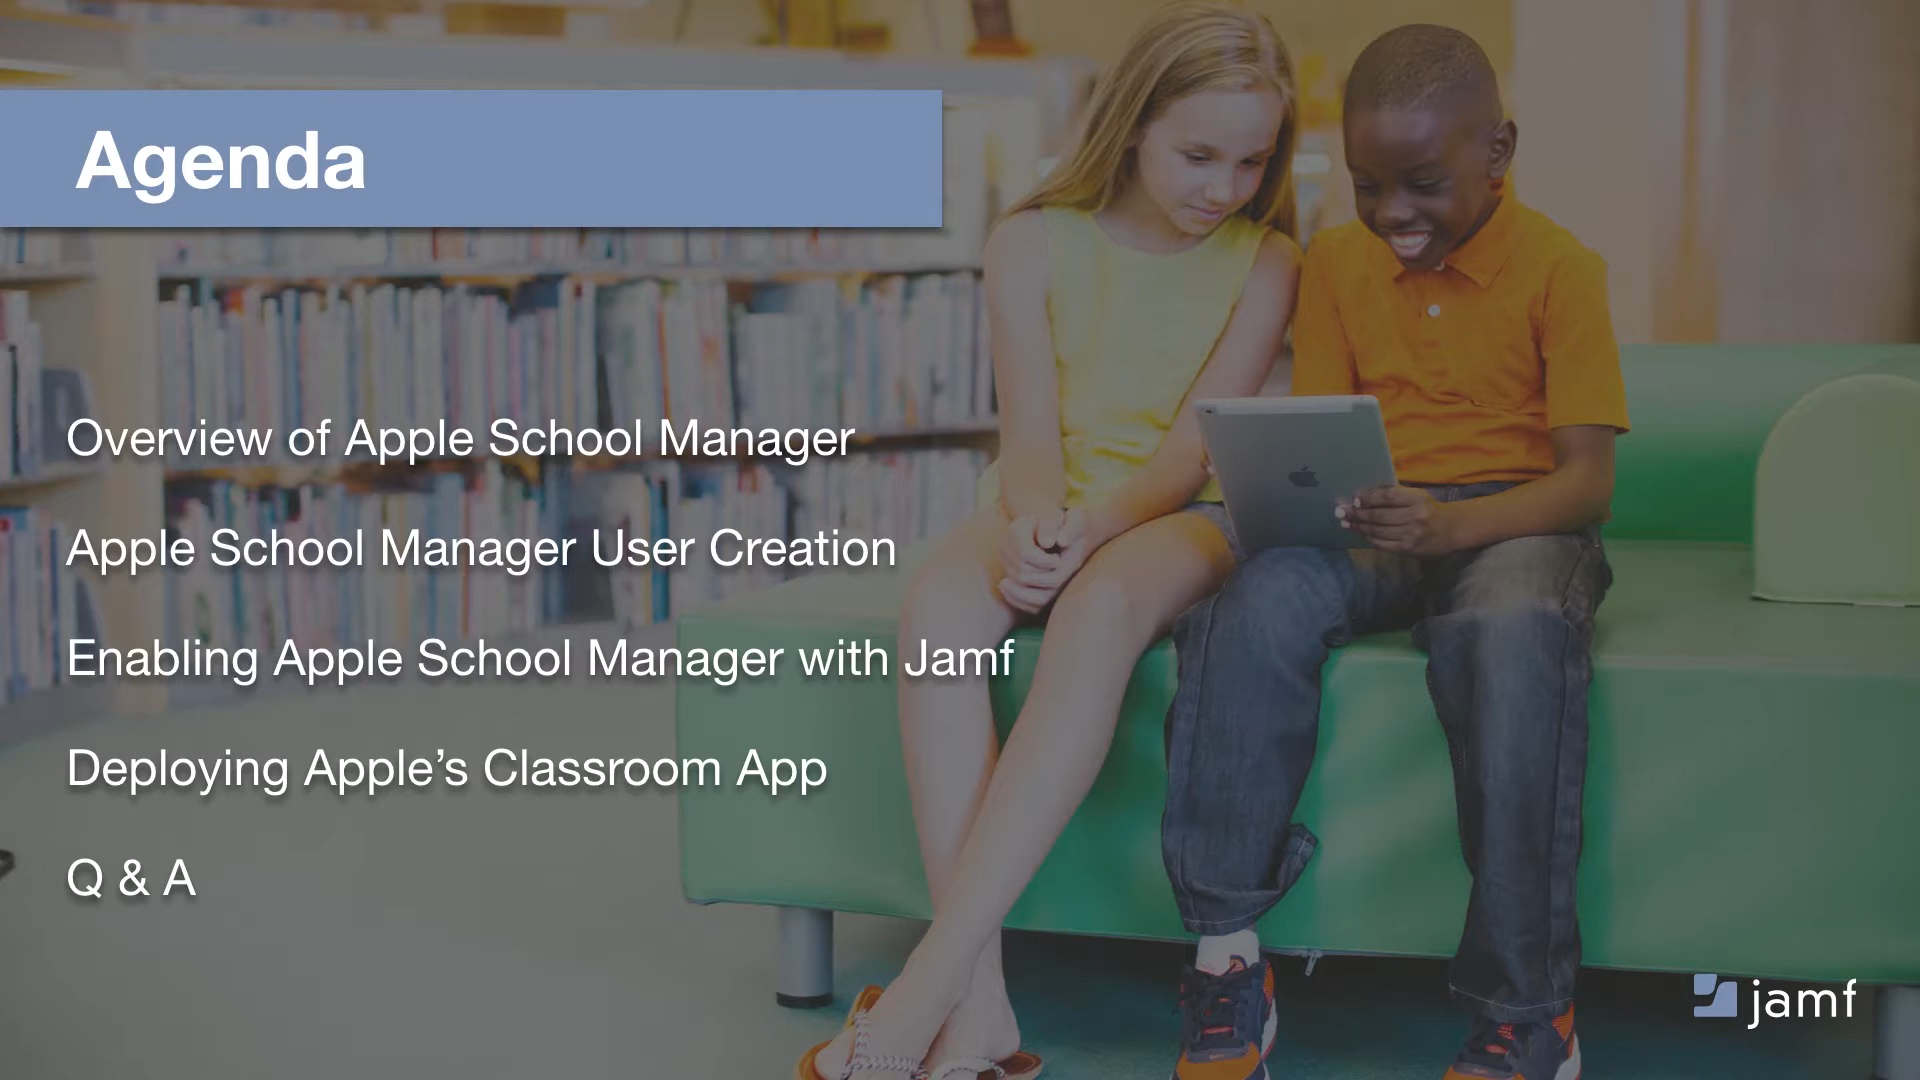 Agenda
Overview of Apple School Manager
Apple School Manager User Creation
Enabling Apple School Manager with Jamf
Deploying Apple’s Classroom App
Q & A
jamf